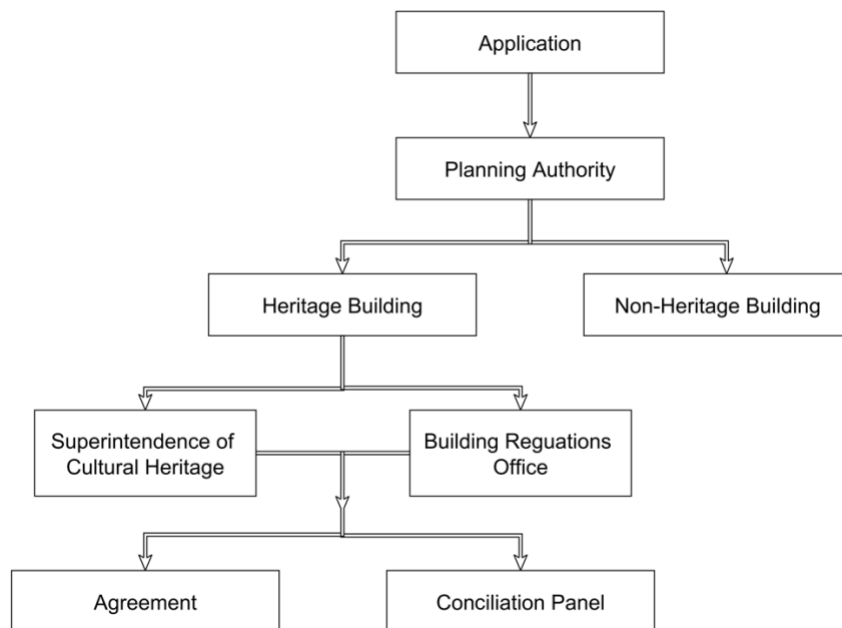 Application
Planning Authority
Heritage Building
Non-Heritage Building
Superintendence of
Cultural Heritage
Building Reguations
Office
Agreement
Conciliation Panel